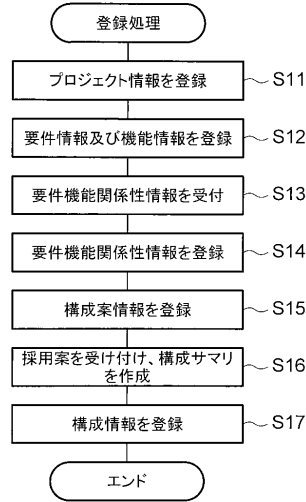 登録処理
プロジェクト情報を登録 S11
要件情報及び機能情報を登録 S12
要件機能関係性情報を受付 S13
要件機能関係性情報を登録 S14
構成案情報を登録 S15
採用案を受け付け、構成サマリ
を作成 S16
構成情報を登録 S17
エンド